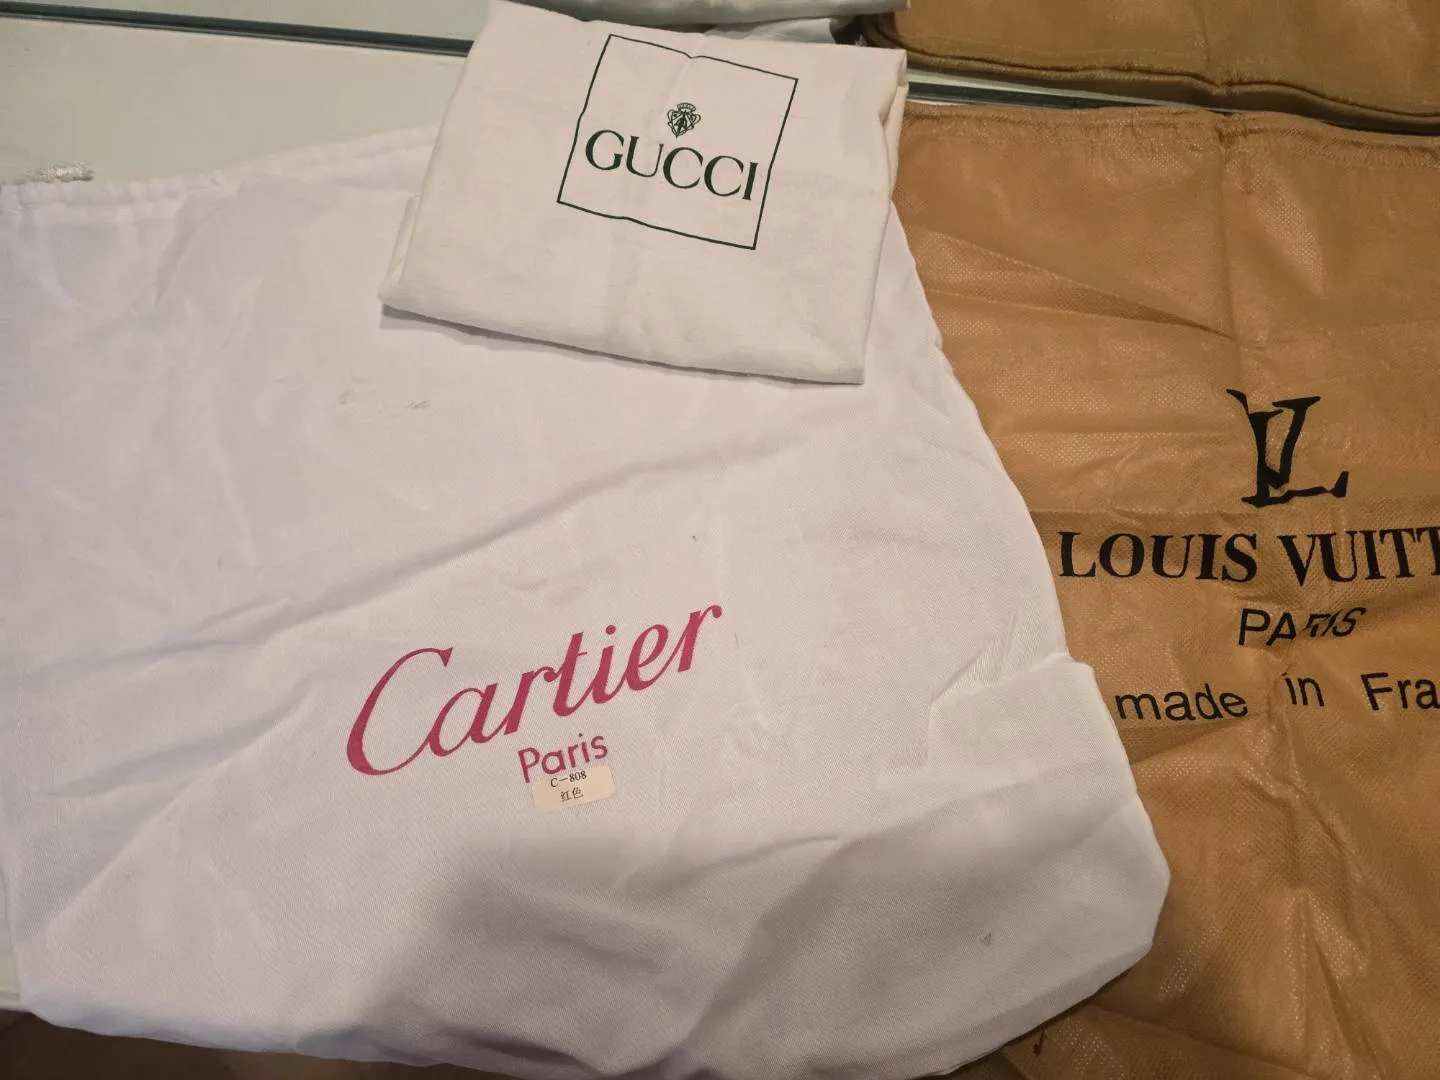 GUCCI
Cartier
Paris
C-808
红色
LV
LOUIS VUITT
PARIS
made in Fra